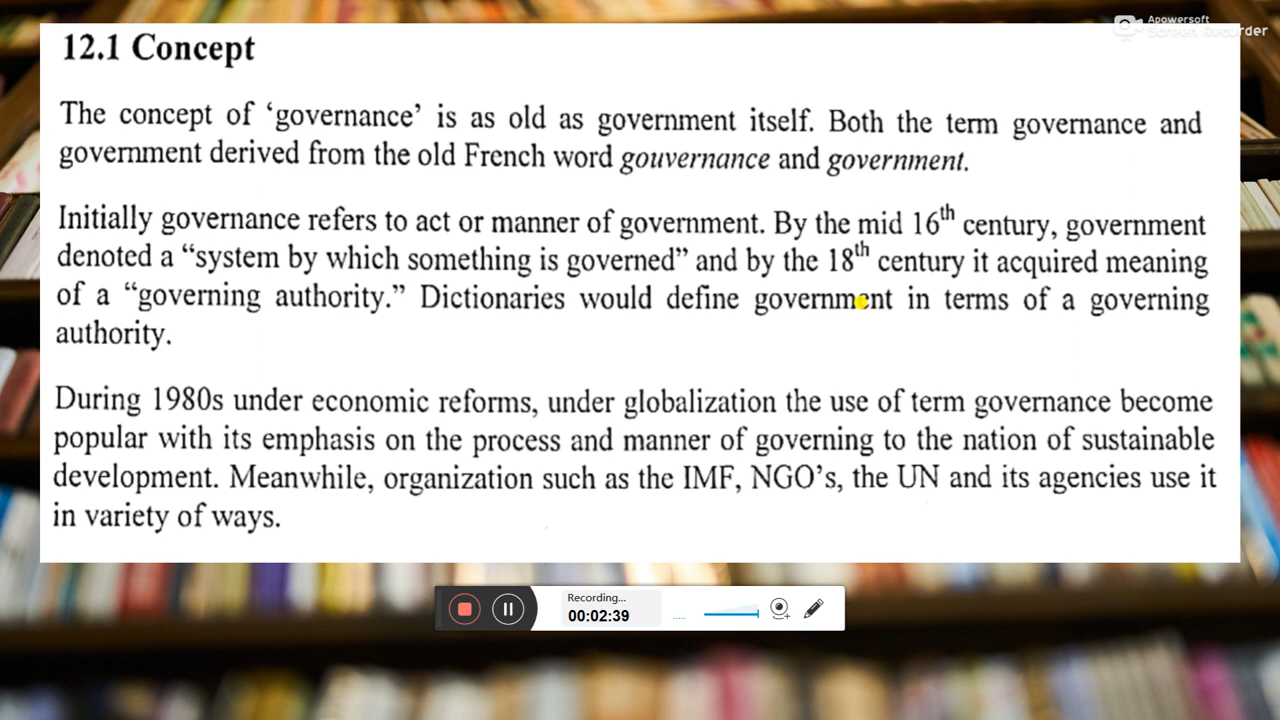 Apowersoft
Screen Recorder
12.1 Concept
The concept of ‘governance’ is as old as government itself. Both the term governance and
government derived from the old French word gouvernance and government.
Initially governance refers to act or manner of government. By the mid 16th century, government
denoted a “system by which something is governed” and by the 18th century it acquired meaning
of a “governing authority.” Dictionaries would define government in terms of a governing
authority.
During 1980s under economic reforms, under globalization the use of term governance become
popular with its emphasis on the process and manner of governing to the nation of sustainable
development. Meanwhile, organization such as the IMF, NGO’s, the UN and its agencies use it
in variety of ways.
Recording...
00:02:39